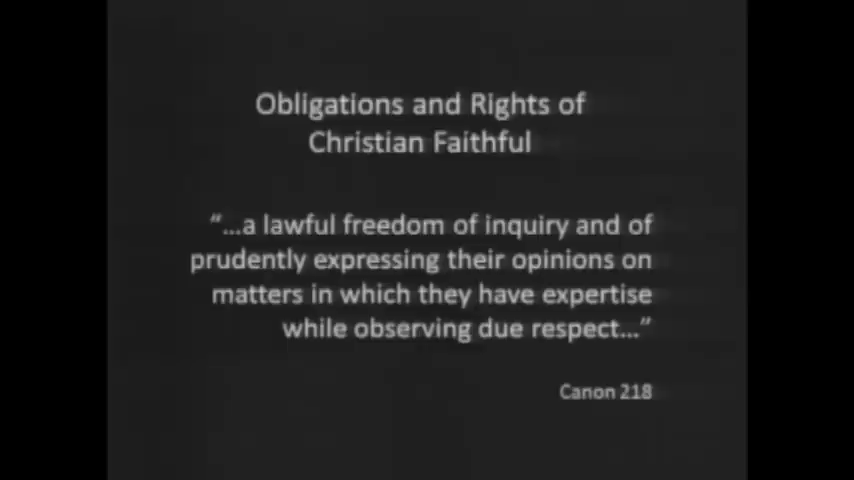 Obligations and Rights of
Christian Faithful
“…a lawful freedom of inquiry and of
prudently expressing their opinions on
matters in which they have expertise
while observing due respect…”
Canon 218